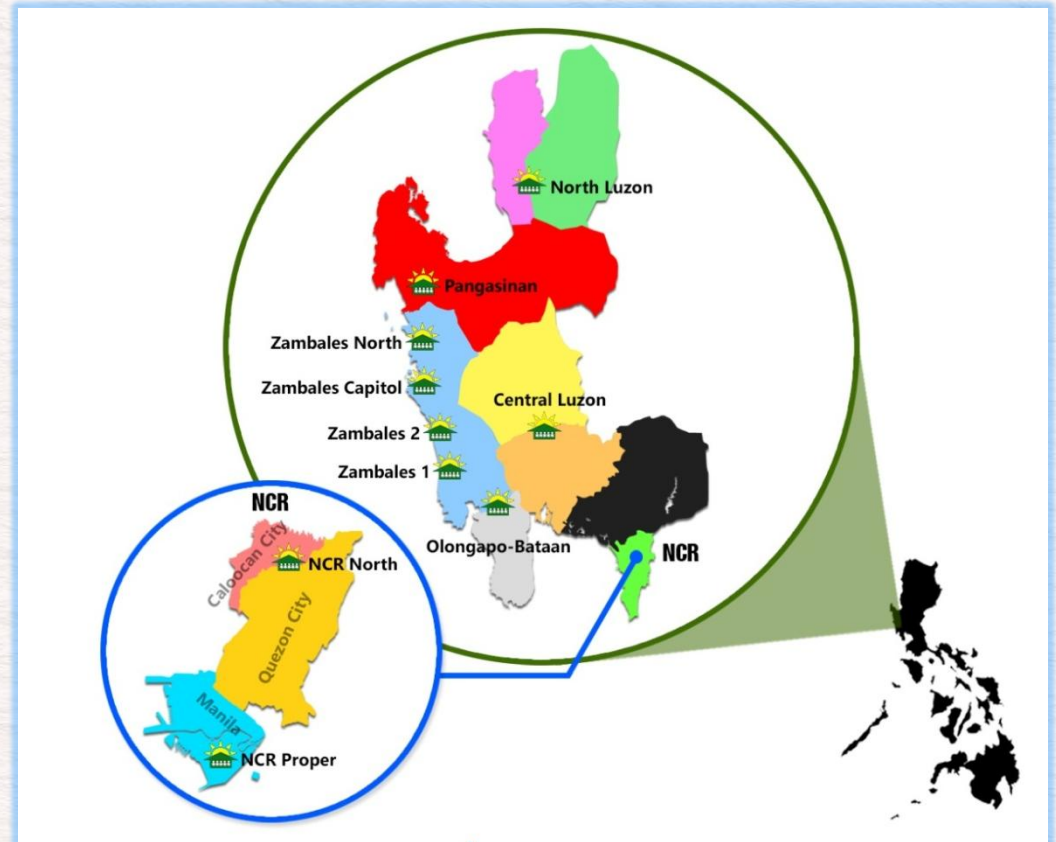 North Luzon
Pangasinan
Zambales North
Zambales Capitol
Central Luzon
Zambales 2
Zambales 1
Olongapo-Bataan
NCR
NCR
Caloocan City
NCR North
Quezon City
Manila
NCR Proper